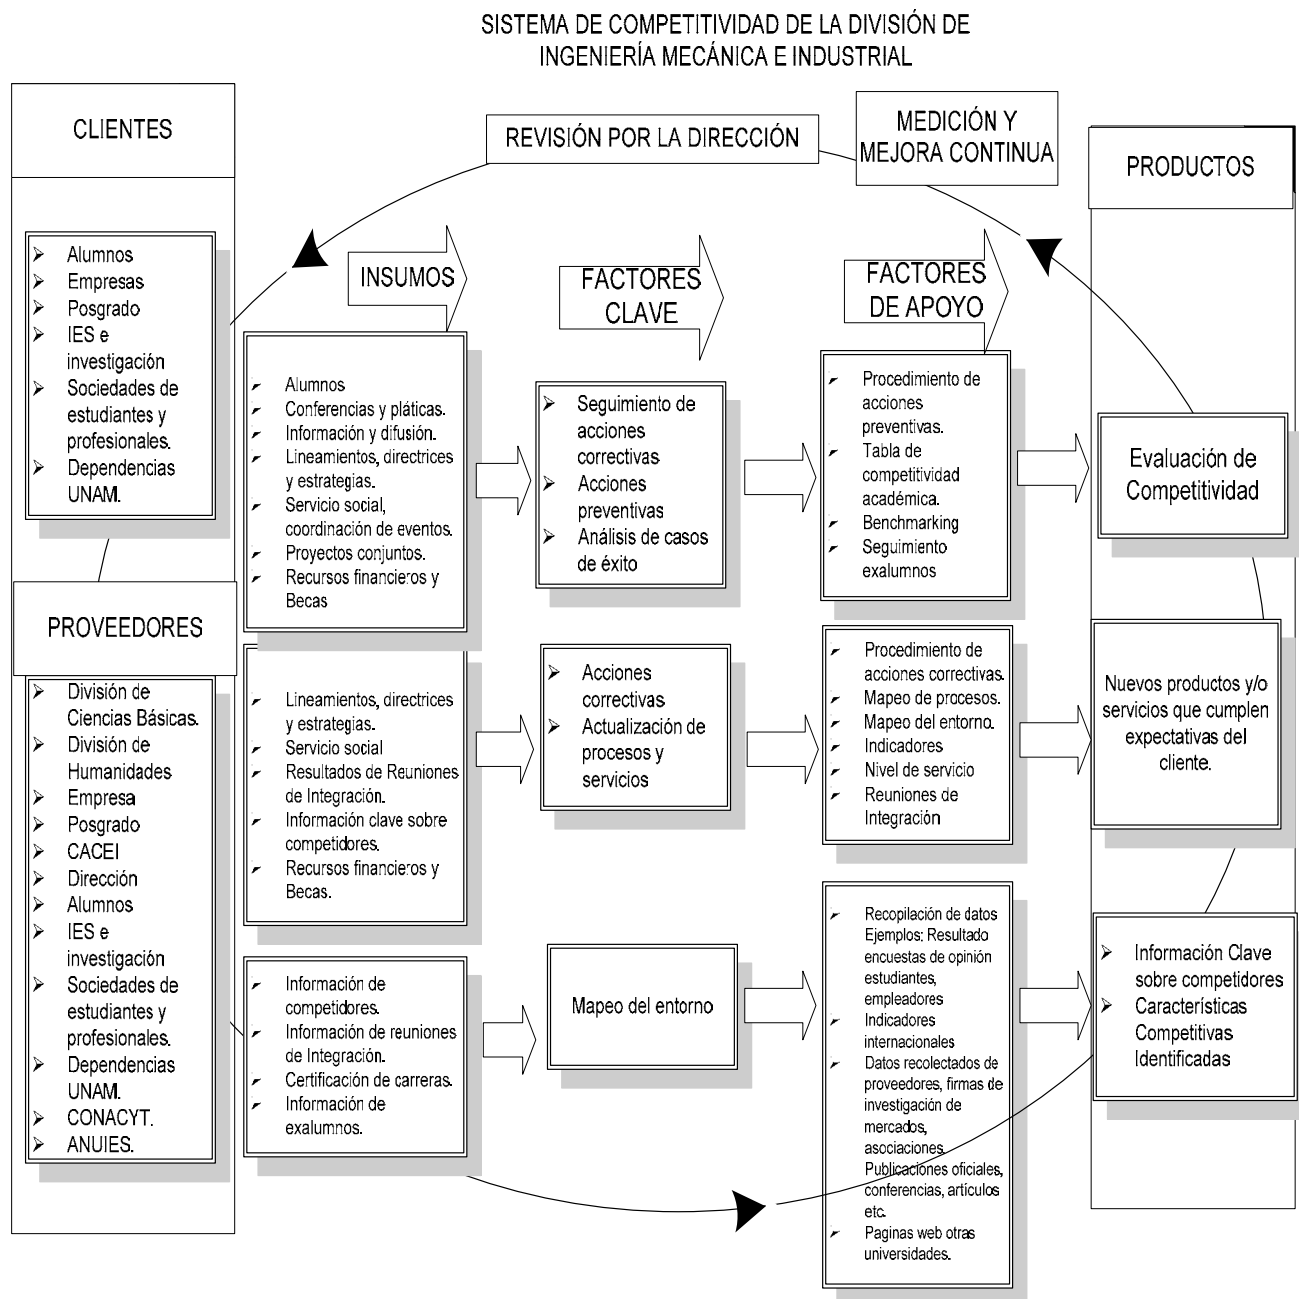 SISTEMA DE COMPETITIVIDAD DE LA DIVISIÓN DE
INGENIERÍA MECÁNICA E INDUSTRIAL
CLIENTES
Alumnos
Empresas
Posgrado
IES e
investigación
Sociedades de
estudiantes y
profesionales.
Dependencias
UNAM.
PROVEEDORES
División de
Ciencias Básicas.
División de
Humanidades
Empresa
Posgrado
CACEI
Dirección
Alumnos
IES e
investigación
Sociedades de
estudiantes y
profesionales.
Dependencias
UNAM.
CONACYT.
ANUIES.
REVISIÓN POR LA DIRECCIÓN
MEDICIÓN Y
MEJORA CONTINUA
INSUMOS
Alumnos
Conferencias y pláticas.
Información y difusión.
Lineamientos, directrices
y estrategias.
Servicio social,
coordinación de eventos.
Proyectos conjuntos.
Recursos financieros y
Becas
Lineamientos, directrices
y estrategias.
Servicio social
Resultados de Reuniones
de Integración.
Información clave sobre
competidores.
Recursos financieros y
Becas.
Información de
competidores.
Información de reuniones
de Integración.
Certificación de carreras.
Información de
exalumnos.
FACTORES
CLAVE
Seguimiento de
acciones
correctivas
Acciones
preventivas
Análisis de casos
de éxito
Acciones
correctivas
Actualización de
procesos y
servicios
Mapeo del entorno
FACTORES
DE APOYO
Procedimiento de
acciones
preventivas.
Tabla de
competitividad
académica.
Benchmarking
Seguimiento
exalumnos
Procedimiento de
acciones correctivas.
Mapeo de procesos.
Mapeo del entorno.
Indicadores
Nivel de servicio
Reuniones de
Integración
Recopilación de datos
Ejemplos: Resultado
encuestas de opinión
estudiantes,
empleadores
Indicadores
internacionales
Datos recolectados de
proveedores, firmas de
investigación de
mercados,
asociaciones.
Publicaciones oficiales,
conferencias, artículos
etc.
Paginas web otras
universidades.
PRODUCTOS
Evaluación de
Competitividad
Nuevos productos y/o
servicios que cumplen
expectativas del
cliente.
Información Clave
sobre competidores
Características
Competitivas
Identificadas